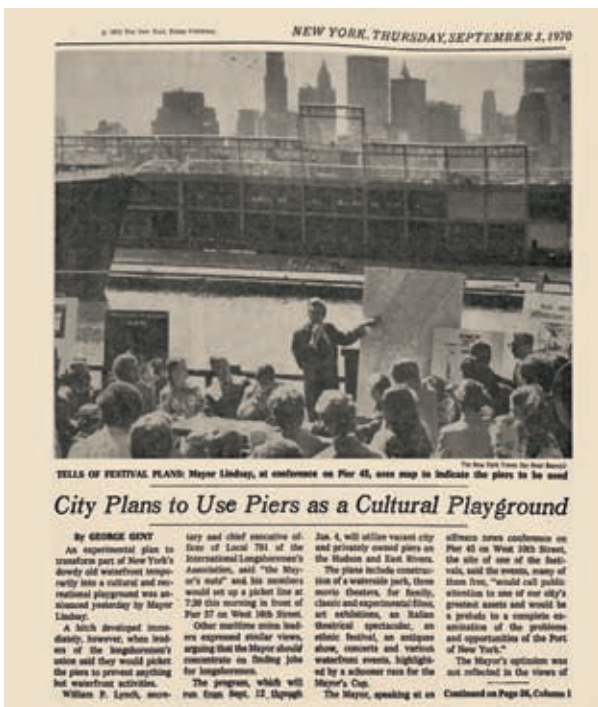 NEW YORK, THURSDAY, SEPTEMBER 3, 1970
TELLS OF FESTIVAL PLANS: Mayor Lindsay, at conference on Pier 45, uses map to indicate the piers to be used
City Plans to Use Piers as a Cultural Playground
By GEORGE GENT
An experimental plan to
transform part of New York's
dowdy old waterfront tempo-
rarily into a cultural and rec-
reational playground was an-
nounced yesterday by Mayor
Lindsay.
A hitch developed imme-
diately, however, when lead-
ers of the longshoremen's
union said they would picket
the piers to prevent anything
but waterfront activities.
William P. Lynch, secre-
tary and chief executive of-
ficer of Local 791 of the
International Longshoremen's
Association, said "the May-
or's nuts" and his members
would set up a picket line at
7:30 this morning in front of
Pier 57 on West 16th Street.
Other maritime union lead-
ers expressed similar views,
arguing that the Mayor should
concentrate on finding jobs
for longshoremen.
The program, which will
run from Sept. 12 through
Jan. 4, will utilize vacant city
and privately owned piers on
the Hudson and East Rivers.
The plans include construc-
tion of a waterside park, three
movie theaters, for family,
classic and experimental films,
art exhibitions, an Italian
theatrical spectacular, an
ethnic festival, an antiques
show, concerts and various
waterfront events, highlight-
ed by a schooner race for the
Mayor's Cup.
The Mayor, speaking at an
alfresco news conference on
Pier 45 on West 10th Street,
the site of one of the festi-
vals, said the events, many of
them free, "would call public
attention to one of our city's
greatest assets and would be
a prelude to a complete ex-
amination of the problems
and opportunities of the Port
of New York."
The Mayor's optimism was
not reflected in the views of
Continued on Page 28, Column 1